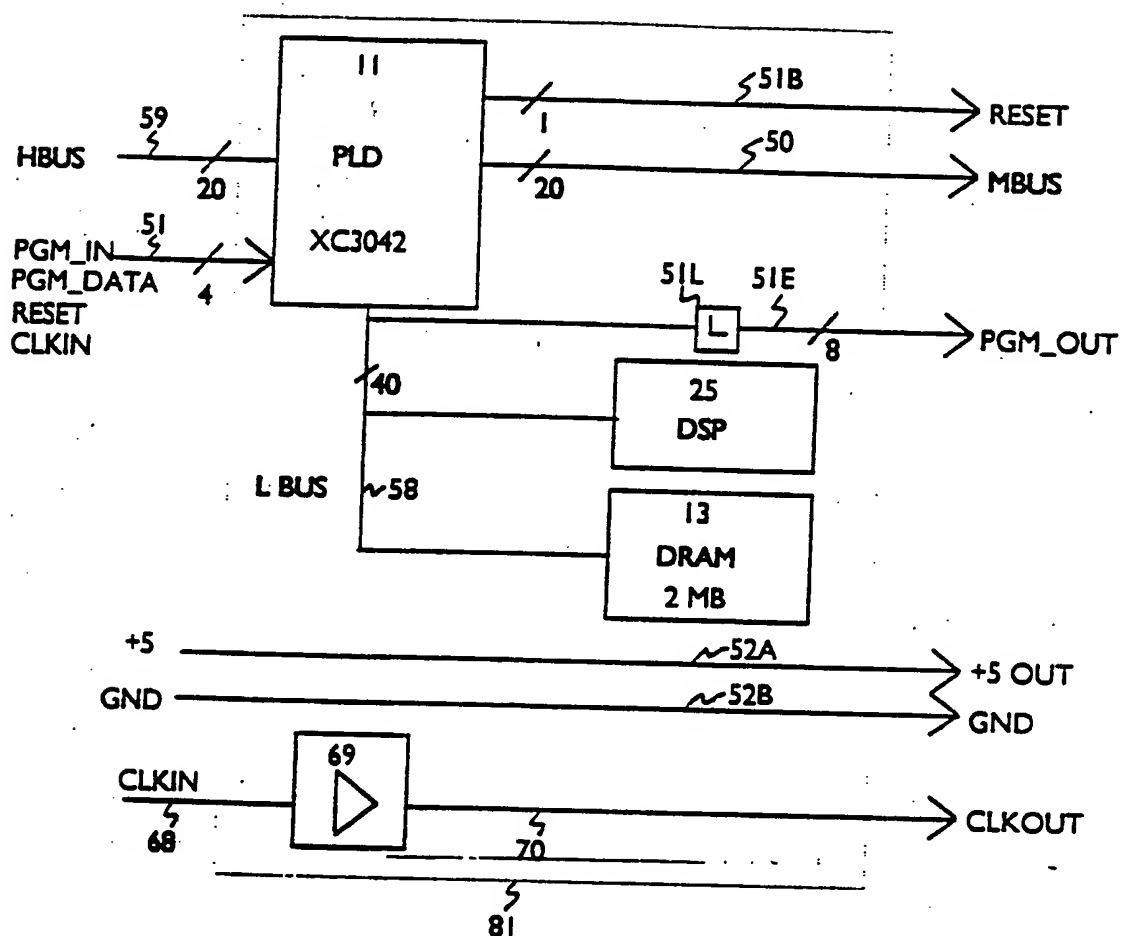 11
PLD
XC3042
59
HBUS
20
51
PGM_IN
PGM_DATA
RESET
CLKIN
4
51B
1
RESET
50
20
MBUS
51L
51E
L
8
PGM_OUT
40
25
DSP
L BUS
58
13
DRAM
2 MB
+5
52A
+5 OUT
GND
52B
GND
CLKIN
68
69
70
CLKOUT
81